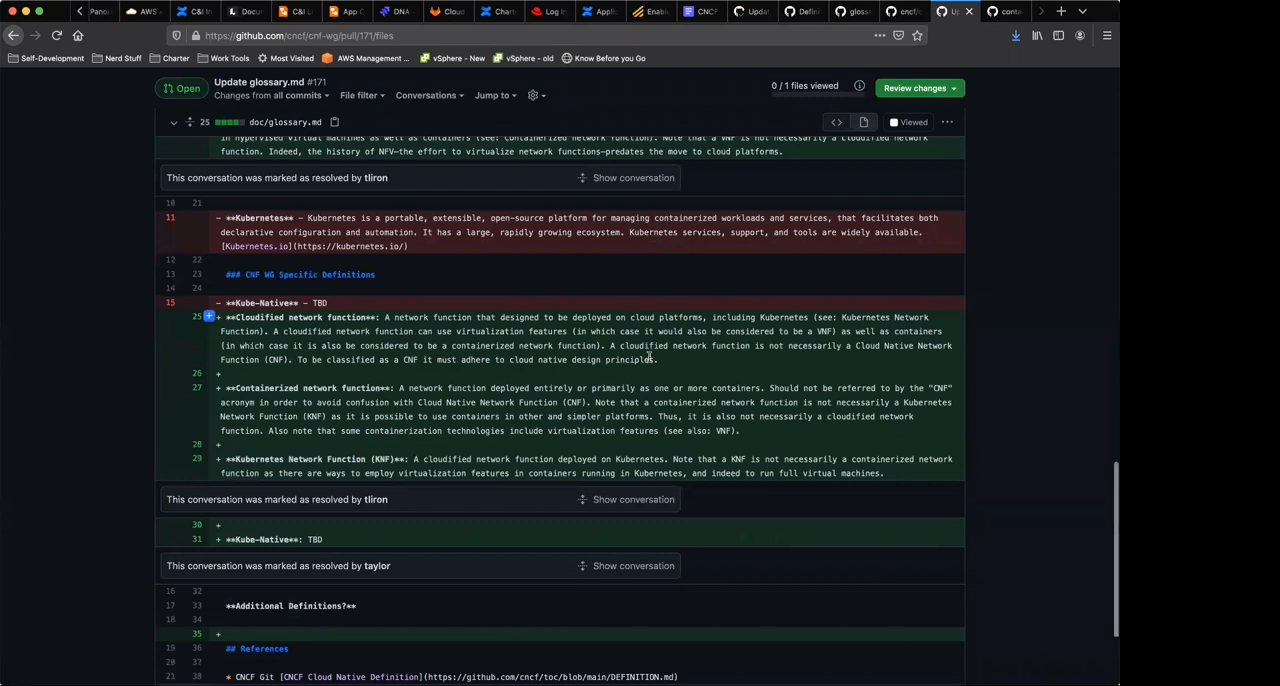 Pano
AWS A
C&I In
Docum
C&I Li
App C
DNA -
Cloud
Charte
Log In
Applic
Enabl
CNCF
Updat
Defini
gloss
cncf/c
Up
conta
https://github.com/cncf/cnf-wg/pull/171/files
Self-Development Nerd Stuff Charter Work Tools Most Visited AWS Management ... vSphere - New vSphere - old Know Before you Go
Open Update glossary.md #171
Changes from all commits File filter Conversations Jump to
0 / 1 files viewed Review changes
25 doc/glossary.md Viewed
in hypervised virtual machines as well as containers (see: Containerized network function). Note that a VNF is not necessarily a cloudified network
function. Indeed, the history of NFV—the effort to virtualize network functions—predates the move to cloud platforms.
This conversation was marked as resolved by tliron Show conversation
10 21
11 - **Kubernetes** - Kubernetes is a portable, extensible, open-source platform for managing containerized workloads and services, that facilitates both
declarative configuration and automation. It has a large, rapidly growing ecosystem. Kubernetes services, support, and tools are widely available.
[Kubernetes.io](https://kubernetes.io/)
12 22
13 23 ### CNF WG Specific Definitions
14 24
15 - **Kube-Native** - TBD
25 + **Cloudified network function**: A network function that designed to be deployed on cloud platforms, including Kubernetes (see: Kubernetes Network
Function). A cloudified network function can use virtualization features (in which case it would also be considered to be a VNF) as well as containers
(in which case it is also be considered to be a containerized network function). A cloudified network function is not necessarily a Cloud Native Network
Function (CNF). To be classified as a CNF it must adhere to cloud native design principles.
26 +
27 + **Containerized network function**: A network function deployed entirely or primarily as one or more containers. Should not be referred to by the "CNF"
acronym in order to avoid confusion with Cloud Native Network Function (CNF). Note that a containerized network function is not necessarily a Kubernetes
Network Function (KNF) as it is possible to use containers in other and simpler platforms. Thus, it is also not necessarily a cloudified network
function. Also note that some containerization technologies include virtualization features (see also: VNF).
28 +
29 + **Kubernetes Network Function (KNF)**: A cloudified network function deployed on Kubernetes. Note that a KNF is not necessarily a containerized network
function as there are ways to employ virtualization features in containers running in Kubernetes, and indeed to run full virtual machines.
This conversation was marked as resolved by tliron Show conversation
30 +
31 + **Kube-Native**: TBD
This conversation was marked as resolved by taylor Show conversation
16 32
17 33 **Additional Definitions?**
18 34
35 +
19 36 ## References
20 37
21 38 * CNCF Git [CNCF Cloud Native Definition](https://github.com/cncf/toc/blob/main/DEFINITION.md)